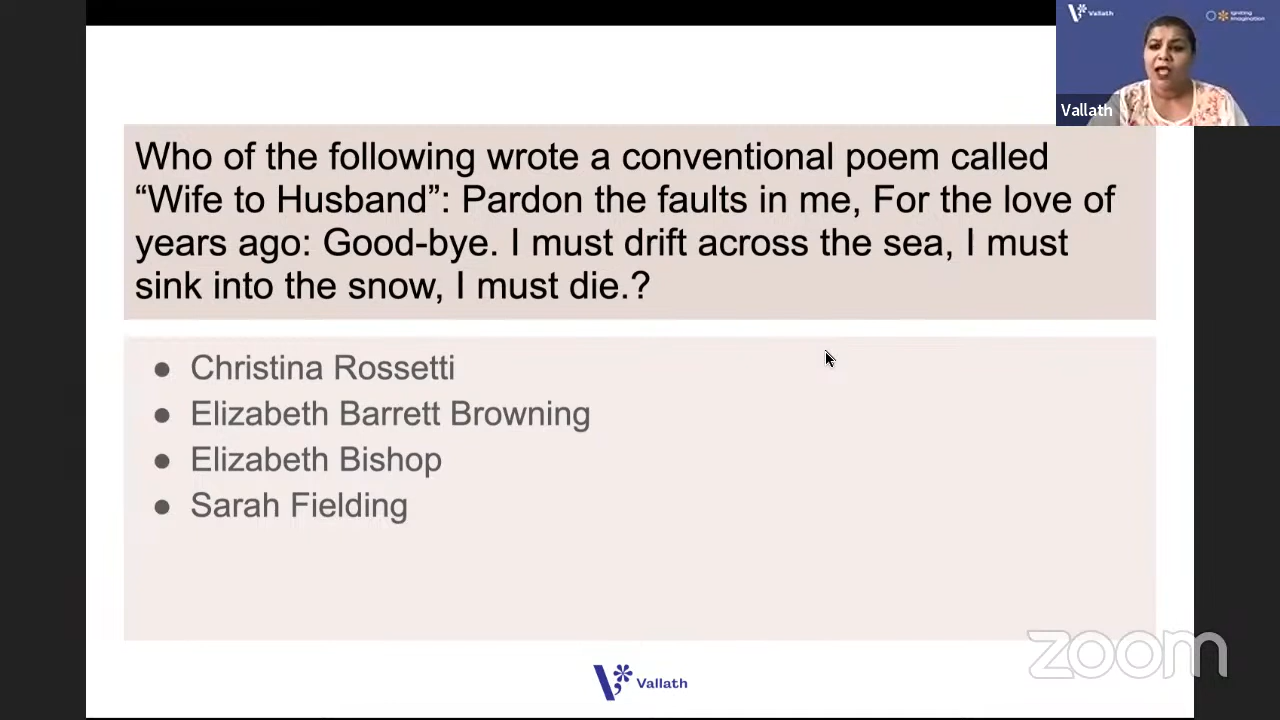 Vallath
igniting
imagination
Vallath
Who of the following wrote a conventional poem called
“Wife to Husband”: Pardon the faults in me, For the love of
years ago: Good-bye. I must drift across the sea, I must
sink into the snow, I must die.?
● Christina Rossetti
● Elizabeth Barrett Browning
● Elizabeth Bishop
● Sarah Fielding
zoom
Vallath